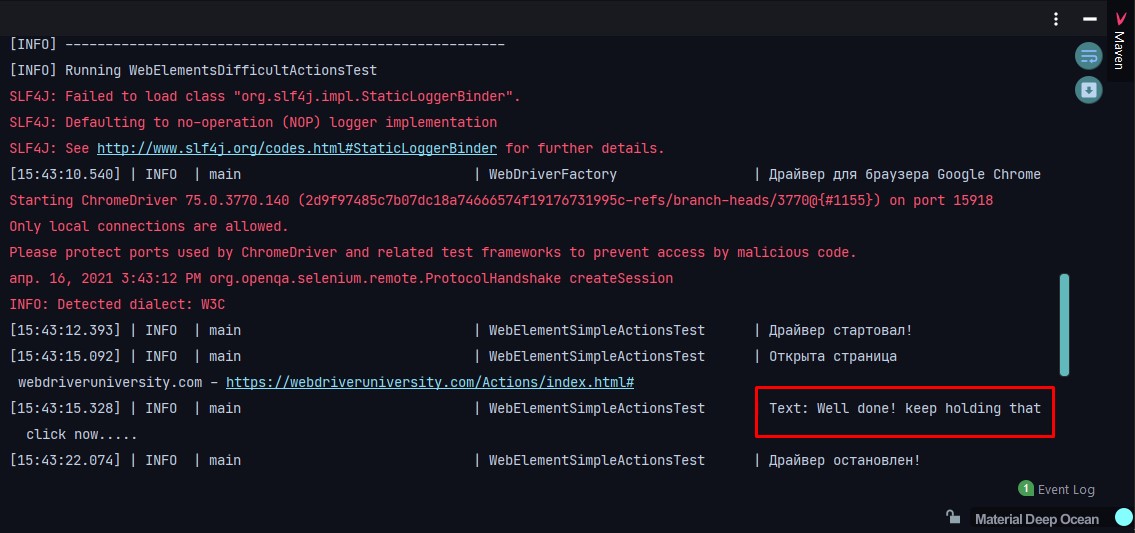 Maven
[INFO] -------------------------------------------------------
[INFO] Running WebElementsDifficultActionsTest
SLF4J: Failed to load class "org.slf4j.impl.StaticLoggerBinder".
SLF4J: Defaulting to no-operation (NOP) logger implementation
SLF4J: See http://www.slf4j.org/codes.html#StaticLoggerBinder for further details.
[15:43:10.540] | INFO  | main | WebDriverFactory | Драйвер для браузера Google Chrome
Starting ChromeDriver 75.0.3770.140 (2d9f97485c7b07dc18a74666574f19176731995c-refs/branch-heads/3770@{#1155}) on port 15918
Only local connections are allowed.
Please protect ports used by ChromeDriver and related test frameworks to prevent access by malicious code.
апр. 16, 2021 3:43:12 PM org.openqa.selenium.remote.ProtocolHandshake createSession
INFO: Detected dialect: W3C
[15:43:12.393] | INFO  | main | WebElementSimpleActionsTest | Драйвер стартовал!
[15:43:15.092] | INFO  | main | WebElementSimpleActionsTest | Открыта страница
webdriveruniversity.com – https://webdriveruniversity.com/Actions/index.html#
[15:43:15.328] | INFO  | main | WebElementSimpleActionsTest Text: Well done! keep holding that
click now.....
[15:43:22.074] | INFO  | main | WebElementSimpleActionsTest | Драйвер остановлен!
1 Event Log
Material Deep Ocean